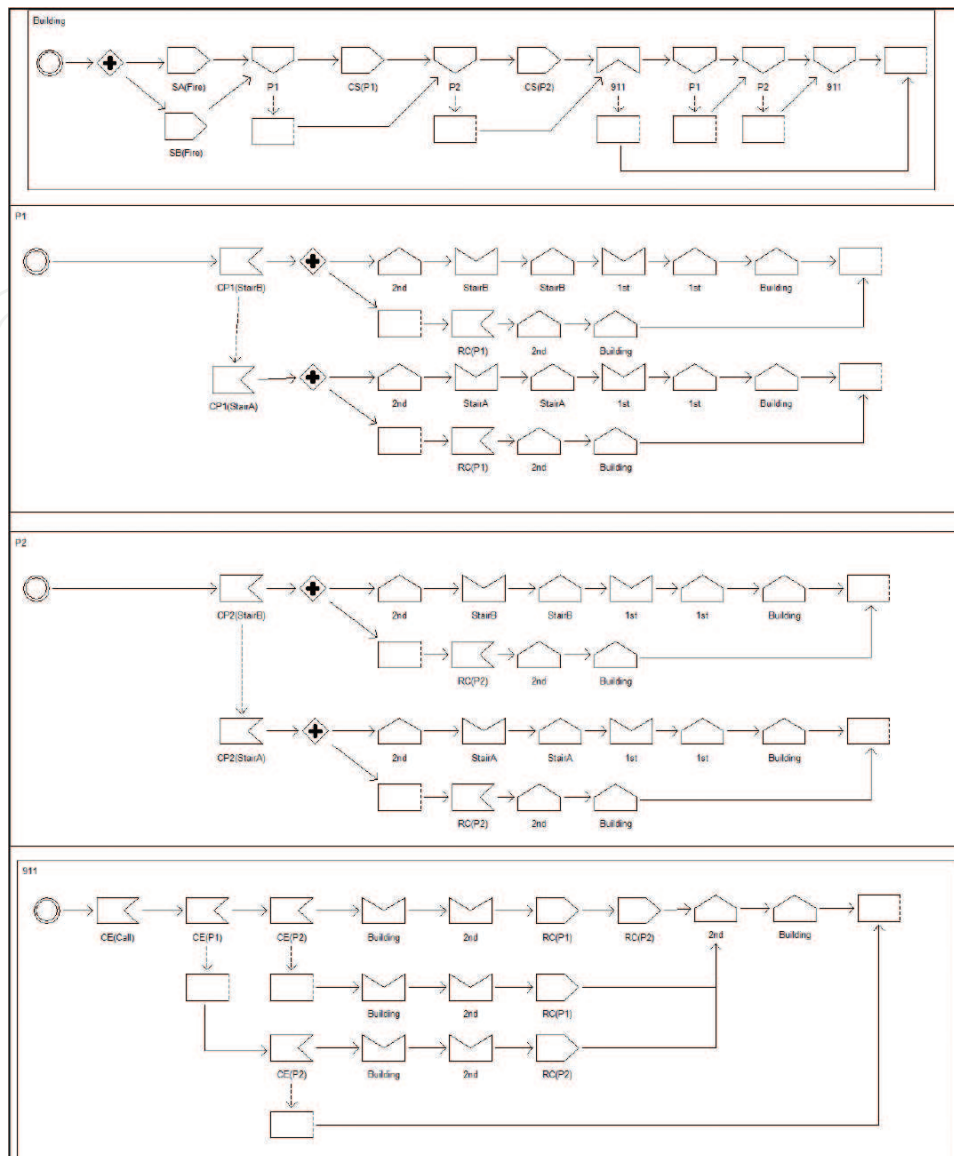 Building
SA(Fire)
P1
CS(P1)
P2
CS(P2)
911
P1
P2
911
SB(Fire)
P1
CP1(StairB)
2nd
StairB
StairB
1st
1st
Building
RC(P1)
2nd
Building
CP1(StairA)
2nd
StairA
StairA
1st
1st
Building
RC(P1)
2nd
Building
P2
CP2(StairB)
2nd
StairB
StairB
1st
1st
Building
RC(P2)
2nd
Building
CP2(StairA)
2nd
StairA
StairA
1st
1st
Building
RC(P2)
2nd
Building
911
CE(Call)
CE(P1)
CE(P2)
Building
2nd
RC(P1)
RC(P2)
2nd
Building
Building
2nd
RC(P1)
CE(P2)
Building
2nd
RC(P2)